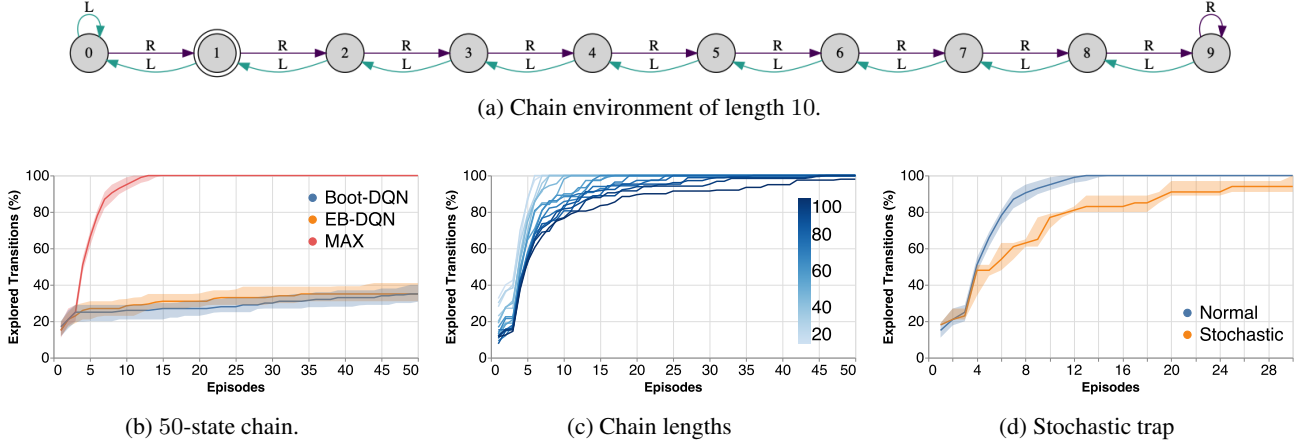 L
R R R R R R R R R R
0 1 2 3 4 5 6 7 8 9
L L L L L L L L L
(a) Chain environment of length 10.
Explored Transitions (%)
100
80
60
40
20
0
Boot-DQN
EB-DQN
MAX
0 5 10 15 20 25 30 35 40 45 50
Episodes
(b) 50-state chain.
Explored Transitions (%)
100
80
60
40
20
0
100
80
60
40
20
0 5 10 15 20 25 30 35 40 45 50
Episodes
(c) Chain lengths
Explored Transitions (%)
100
80
60
40
20
0
Normal
Stochastic
0 4 8 12 16 20 24 28
Episodes
(d) Stochastic trap